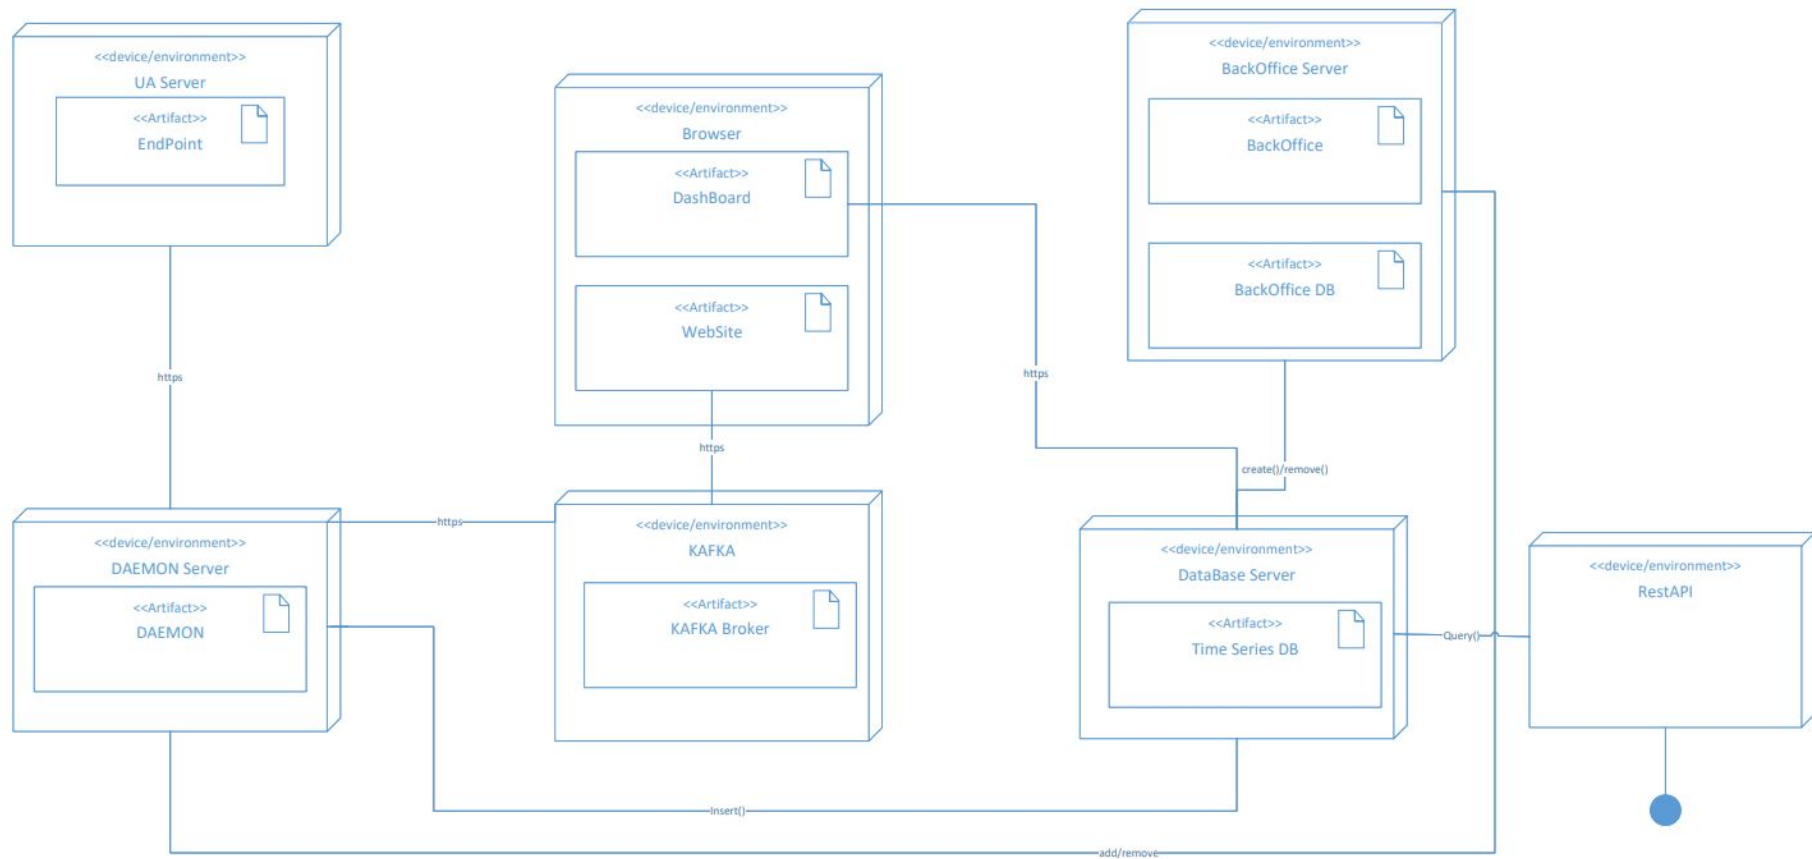 <<device/environment>>
UA Server
<<Artifact>>
EndPoint
<<device/environment>>
Browser
<<Artifact>>
DashBoard
<<Artifact>>
WebSite
<<device/environment>>
BackOffice Server
<<Artifact>>
BackOffice
<<Artifact>>
BackOffice DB
https
https
https
create()/remove()
https
<<device/environment>>
DAEMON Server
<<Artifact>>
DAEMON
<<device/environment>>
KAFKA
<<Artifact>>
KAFKA Broker
<<device/environment>>
DataBase Server
<<Artifact>>
Time Series DB
Query()
<<device/environment>>
RestAPI
Insert()
add/remove